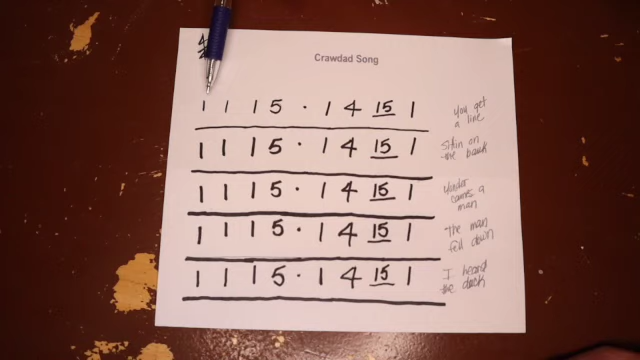 Crawdad Song
1 1 1 5 · 1 4 15 1
You get
a line
1 1 1 5 · 1 4 15 1
Sittin on
the bank
1 1 1 5 · 1 4 15 1
Yonder
comes a
man
1 1 1 5 · 1 4 15 1
The man
fell down
1 1 1 5 · 1 4 15 1
I heard
the duck